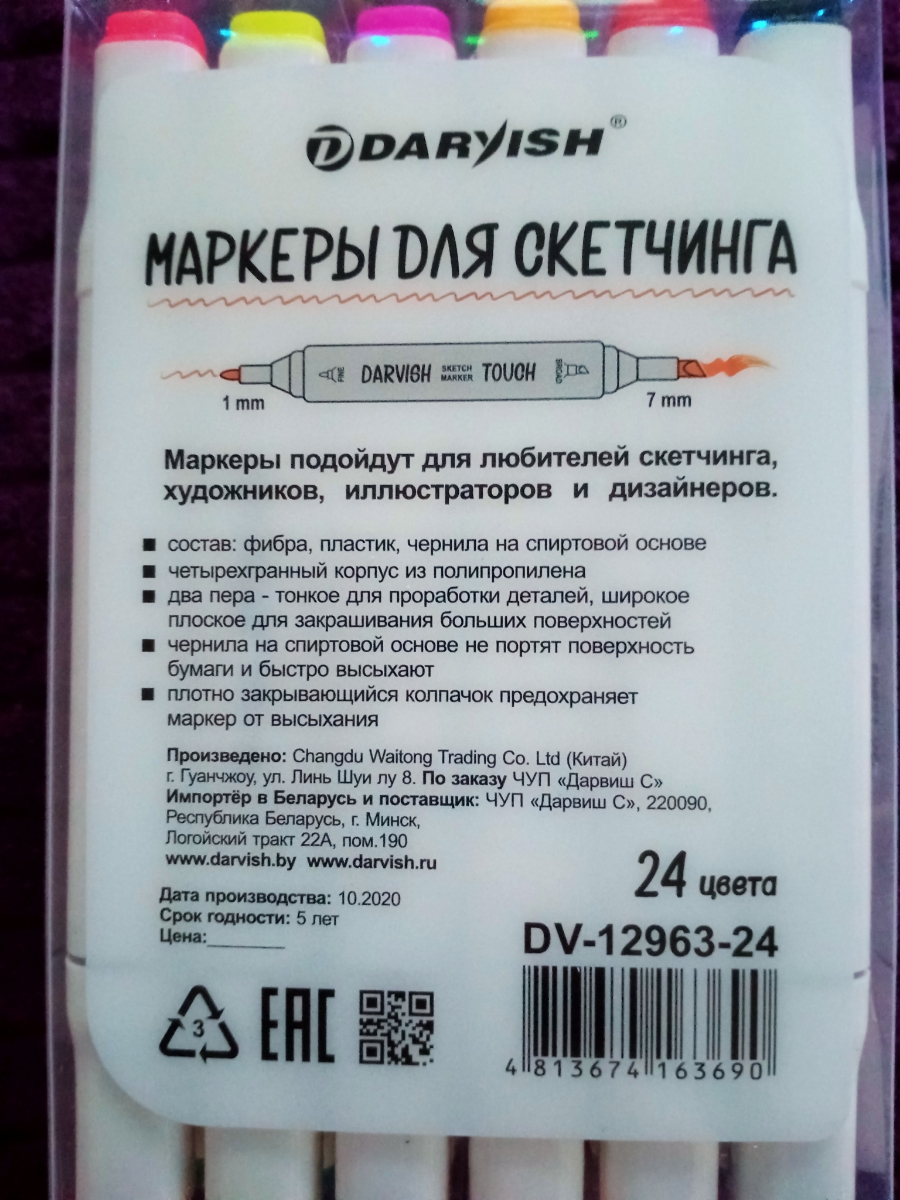 DARVISH®
МАРКЕРЫ ДЛЯ СКЕТЧИНГА
FINE DARVISH SKETCH MARKER TOUCH BROAD
1 mm 7 mm
Маркеры подойдут для любителей скетчинга,
художников, иллюстраторов и дизайнеров.
■ состав: фибра, пластик, чернила на спиртовой основе
■ четырехгранный корпус из полипропилена
■ два пера - тонкое для проработки деталей, широкое
плоское для закрашивания больших поверхностей
■ чернила на спиртовой основе не портят поверхность
бумаги и быстро высыхают
■ плотно закрывающийся колпачок предохраняет
маркер от высыхания
Произведено: Changdu Waitong Trading Co. Ltd (Китай)
г. Гуанчжоу, ул. Линь Шуи лу 8. По заказу ЧУП «Дарвиш С»
Импортёр в Беларусь и поставщик: ЧУП «Дарвиш С», 220090,
Республика Беларусь, г. Минск,
Логойский тракт 22А, пом.190
www.darvish.by www.darvish.ru
Дата производства: 10.2020
Срок годности: 5 лет
Цена:________
24 цвета
DV-12963-24
3 EAC
4 813674 163690